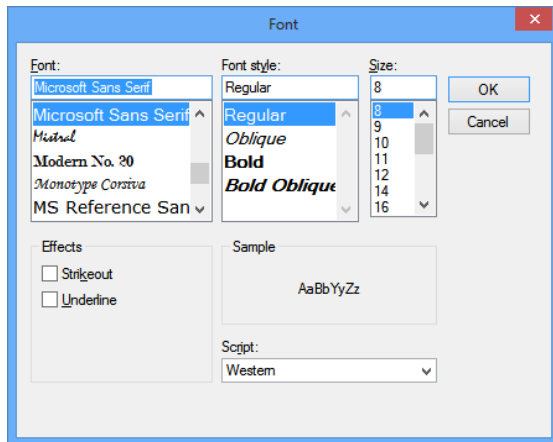 Font
Font:
Font style:
Size:
Microsoft Sans Serif
Regular
8
OK
Microsoft Sans Serif
Mistral
Modern No. 20
Monotype Corsiva
MS Reference San
Regular
Oblique
Bold
Bold Oblique
8
9
10
11
12
14
16
Cancel
Effects
Strikeout
Underline
Sample
AaBbYyZz
Script:
Western